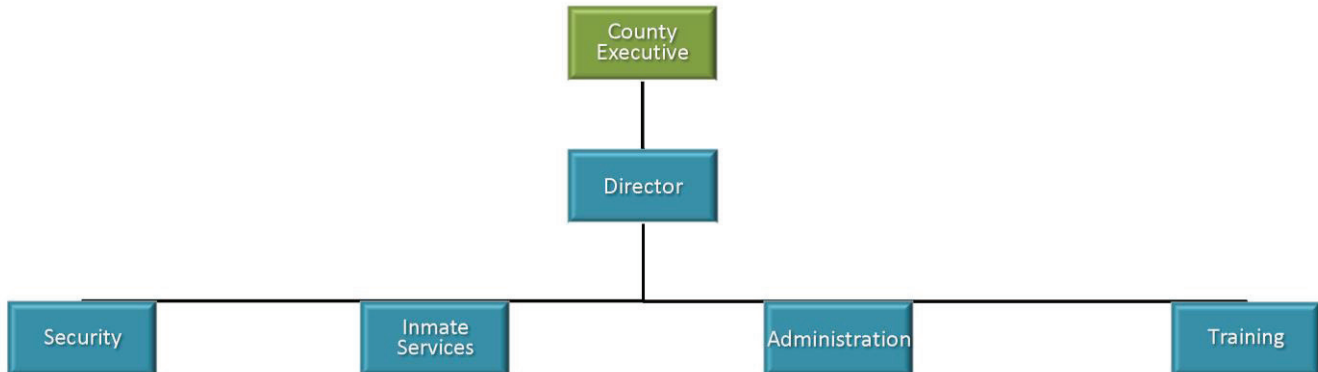 County
Executive
Director
Security
Inmate
Services
Administration
Training